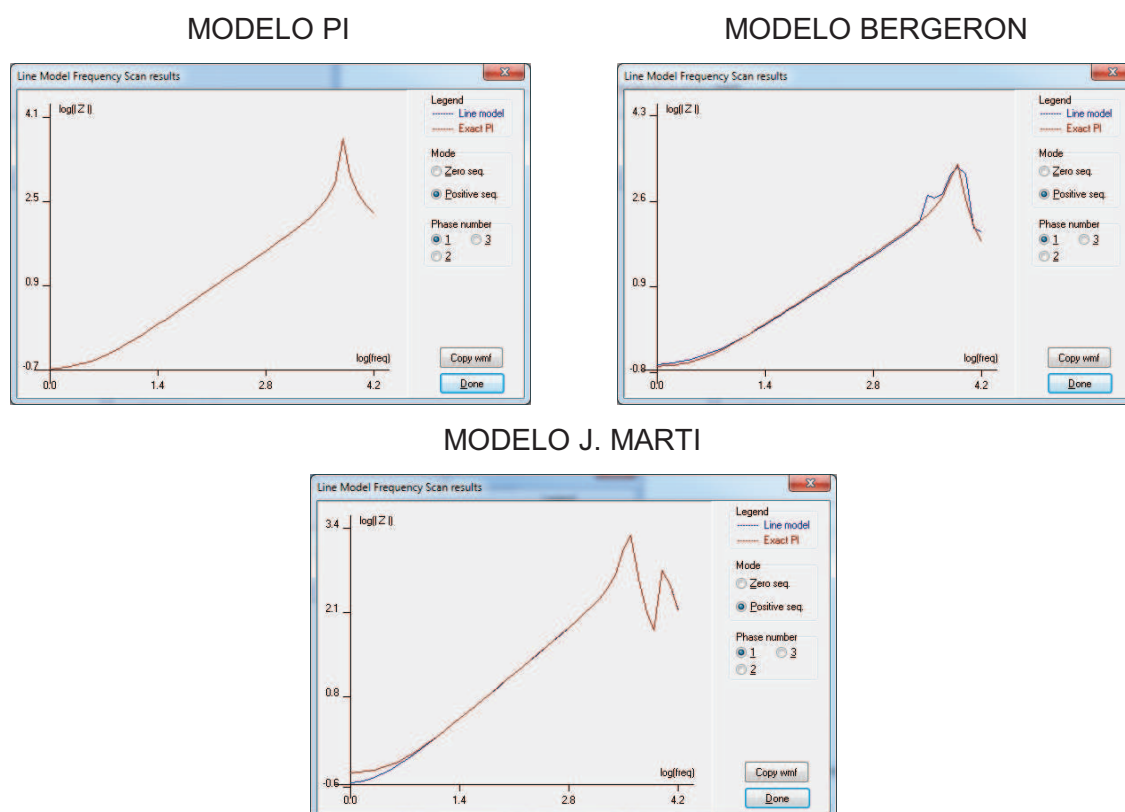 MODELO PI
Line Model Frequency Scan results
4.1
log(| Z |)
2.5
0.9
-0.7
0.0
1.4
2.8
4.2
log(freq)
Legend
Line model
Exact PI
Mode
Zero seq.
Positive seq.
Phase number
1
3
2
Copy wmf
Done
MODELO BERGERON
Line Model Frequency Scan results
4.3
log(| Z |)
2.6
0.9
-0.8
0.0
1.4
2.8
4.2
log(freq)
Legend
Line model
Exact PI
Mode
Zero seq.
Positive seq.
Phase number
1
3
2
Copy wmf
Done
MODELO J. MARTI
Line Model Frequency Scan results
3.4
log(| Z |)
2.1
0.8
-0.6
0.0
1.4
2.8
4.2
log(freq)
Legend
Line model
Exact PI
Mode
Zero seq.
Positive seq.
Phase number
1
3
2
Copy wmf
Done